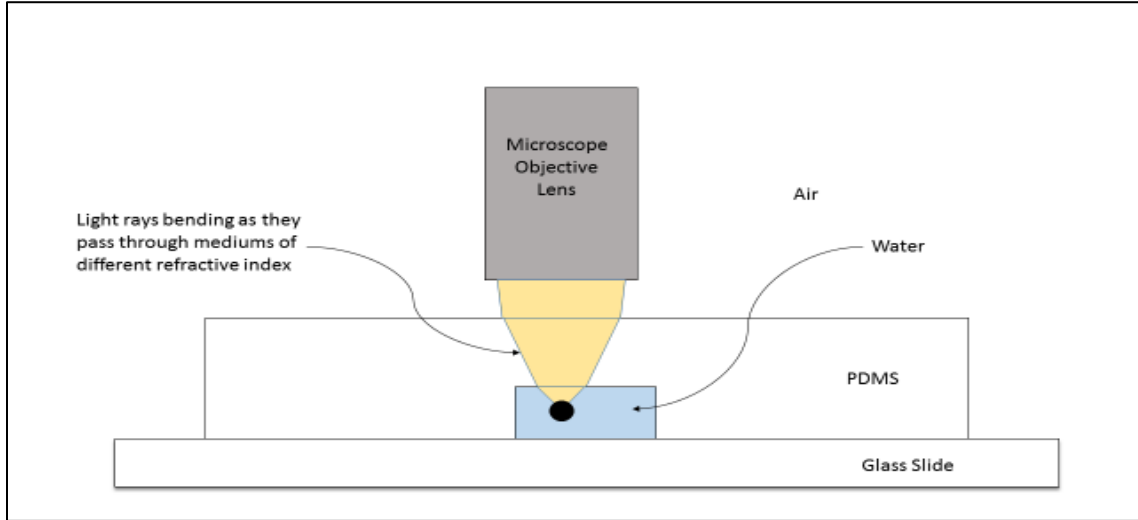 Microscope
Objective
Lens
Air
Light rays bending as they
pass through mediums of
different refractive index
Water
PDMS
Glass Slide